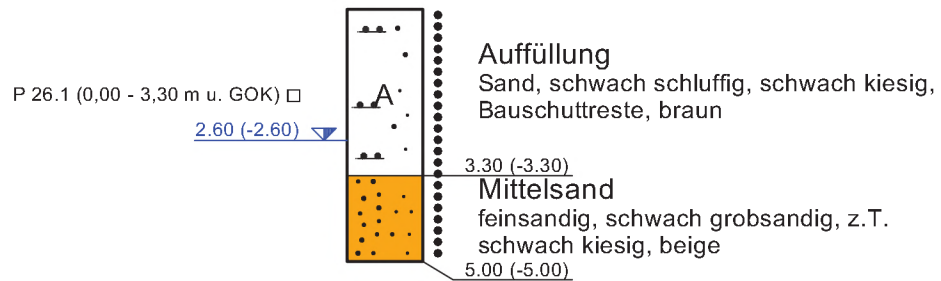 Auffüllung
Sand, schwach schluffig, schwach kiesig,
Bauschuttreste, braun
P 26.1 (0,00 - 3,30 m u. GOK)
A
2.60 (-2.60)
3.30 (-3.30)
Mittelsand
feinsandig, schwach grobsandig, z.T.
schwach kiesig, beige
5.00 (-5.00)